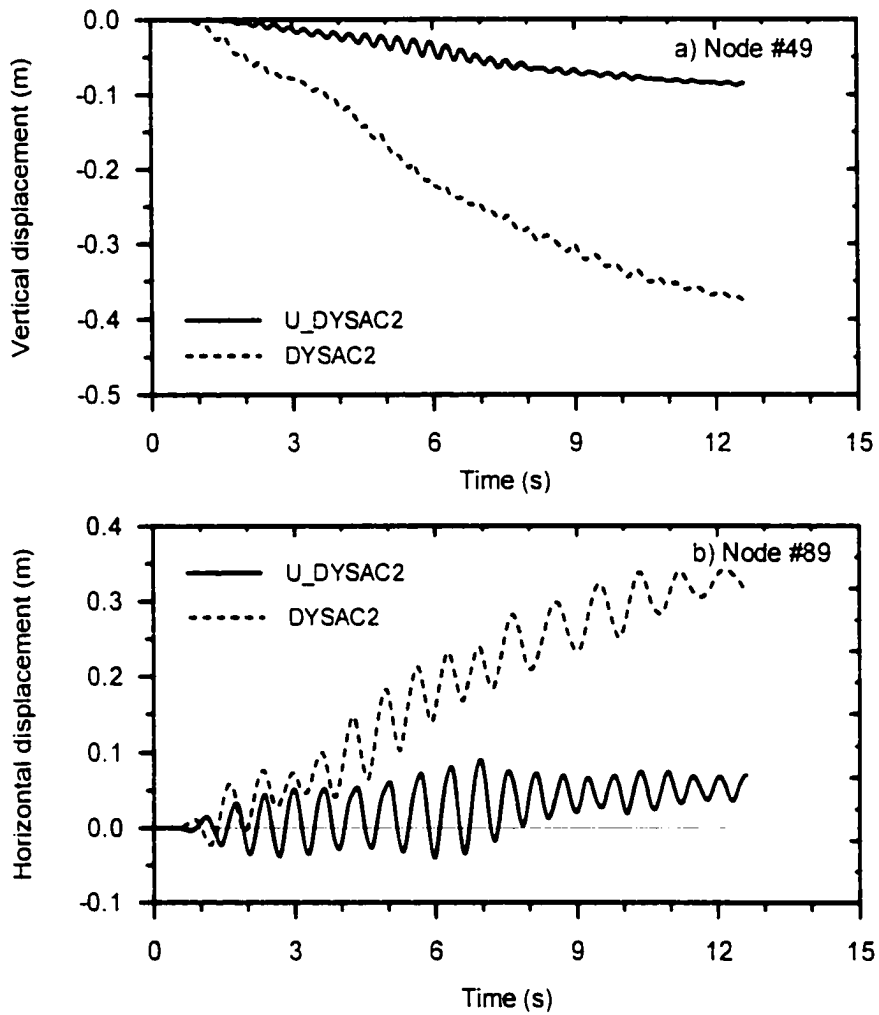 0.0
-0.1
-0.2
-0.3
-0.4
-0.5
Vertical displacement (m)
a) Node #49
U_DYSAC2
DYSAC2
0 3 6 9 12 15
Time (s)
0.4
0.3
0.2
0.1
0.0
-0.1
Horizontal displacement (m)
b) Node #89
U_DYSAC2
DYSAC2
0 3 6 9 12 15
Time (s)